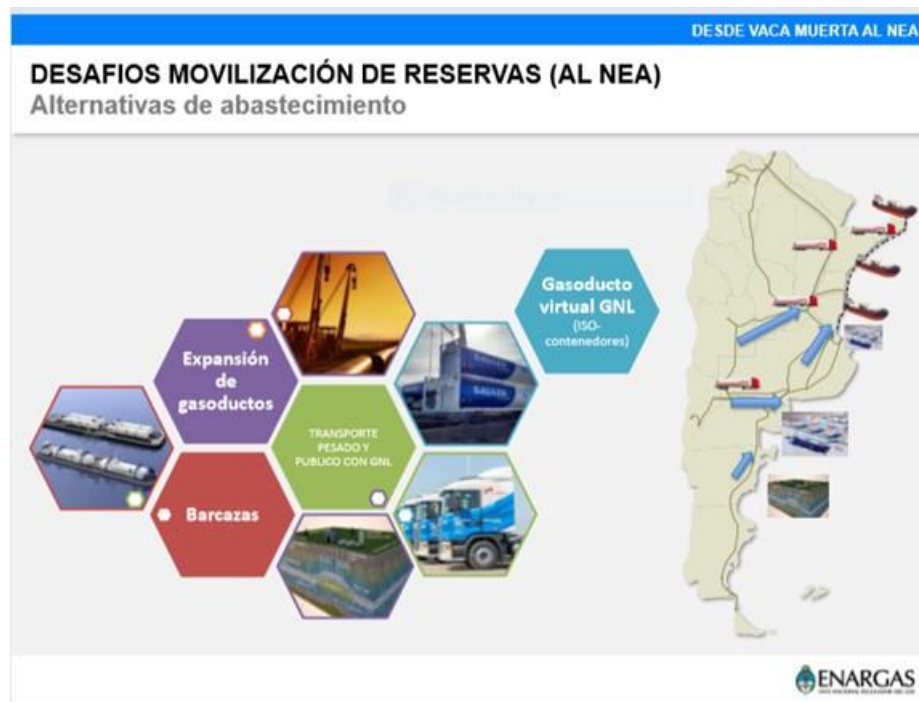 DESDE VACA MUERTA AL NEA
DESAFIOS MOVILIZACIÓN DE RESERVAS (AL NEA)
Alternativas de abastecimiento
Gasoducto
virtual GNL
(ISO-
contenedores)
Expansión
de
gasoductos
TRANSPORTE
PESADO Y
PUBLICO CON GNL
Barcazas
ENARGAS